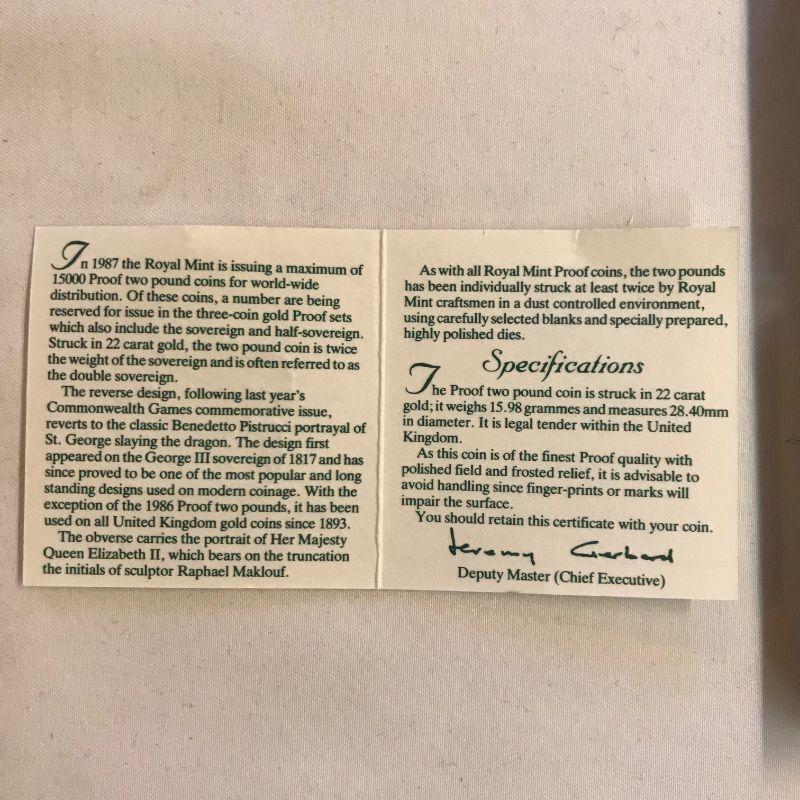 In 1987 the Royal Mint is issuing a maximum of
15000 Proof two pound coins for world-wide
distribution. Of these coins, a number are being
reserved for issue in the three-coin gold Proof sets
which also include the sovereign and half-sovereign.
Struck in 22 carat gold, the two pound coin is twice
the weight of the sovereign and is often referred to as
the double sovereign.
The reverse design, following last year's
Commonwealth Games commemorative issue,
reverts to the classic Benedetto Pistrucci portrayal of
St. George slaying the dragon. The design first
appeared on the George III sovereign of 1817 and has
since proved to be one of the most popular and long
standing designs used on modern coinage. With the
exception of the 1986 Proof two pounds, it has been
used on all United Kingdom gold coins since 1893.
The obverse carries the portrait of Her Majesty
Queen Elizabeth II, which bears on the truncation
the initials of sculptor Raphael Maklouf.
As with all Royal Mint Proof coins, the two pounds
has been individually struck at least twice by Royal
Mint craftsmen in a dust controlled environment,
using carefully selected blanks and specially prepared,
highly polished dies.
Specifications
The Proof two pound coin is struck in 22 carat
gold; it weighs 15.98 grammes and measures 28.40mm
in diameter. It is legal tender within the United
Kingdom.
As this coin is of the finest Proof quality with
polished field and frosted relief, it is advisable to
avoid handling since finger-prints or marks will
impair the surface.
You should retain this certificate with your coin.
Jeremy Gerhard
Deputy Master (Chief Executive)